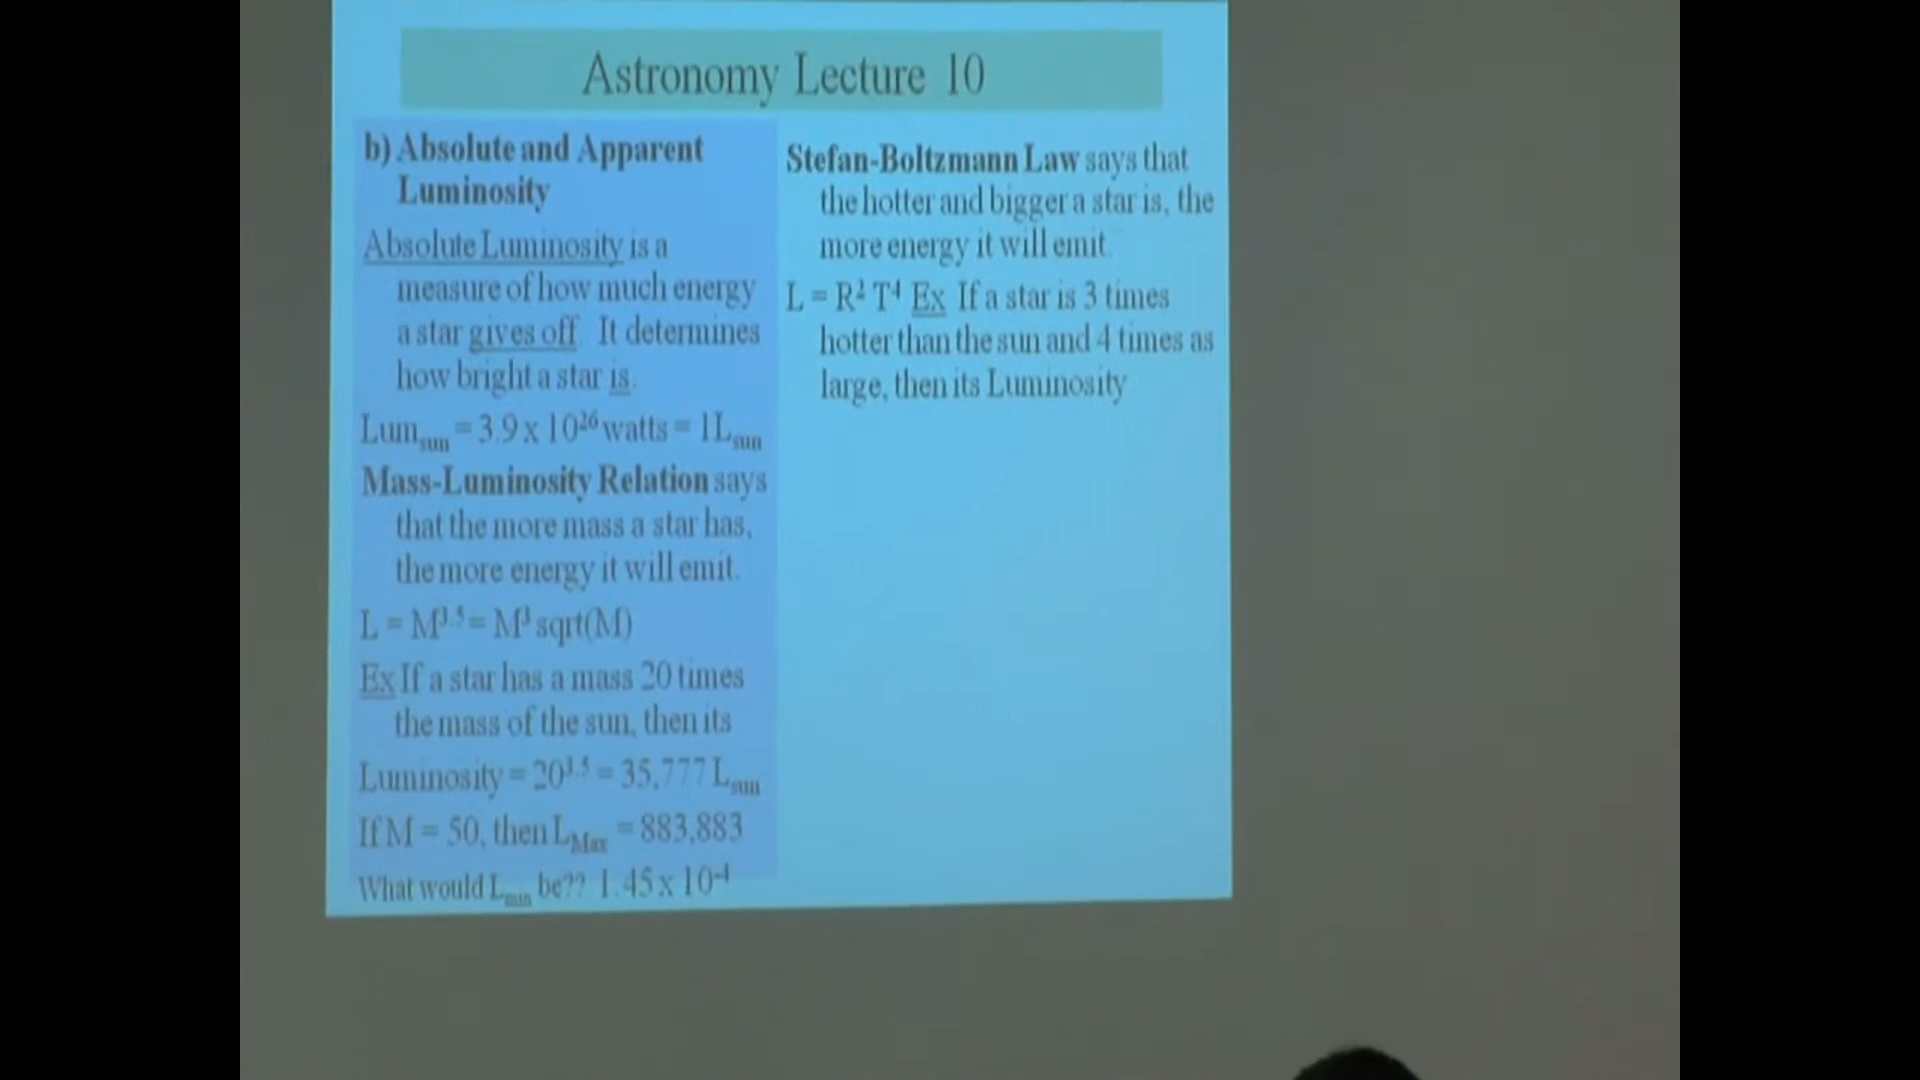 Astronomy Lecture 10
b) Absolute and Apparent
Luminosity
Absolute Luminosity is a
measure of how much energy
a star gives off. It determines
how bright a star is.
Lumsun = 3.9 x 10²⁶ watts = 1Lsun
Mass-Luminosity Relation says
that the more mass a star has,
the more energy it will emit.
L = M³·⁵ = M³ sqrt(M)
Ex If a star has a mass 20 times
the mass of the sun, then its
Luminosity = 20³·⁵ = 35,777 Lsun
If M = 50, then LMax = 883,883
What would Lmin be?? 1.45 x 10⁻⁴
Stefan-Boltzmann Law says that
the hotter and bigger a star is, the
more energy it will emit.
L = R² T⁴ Ex If a star is 3 times
hotter than the sun and 4 times as
large, then its Luminosity